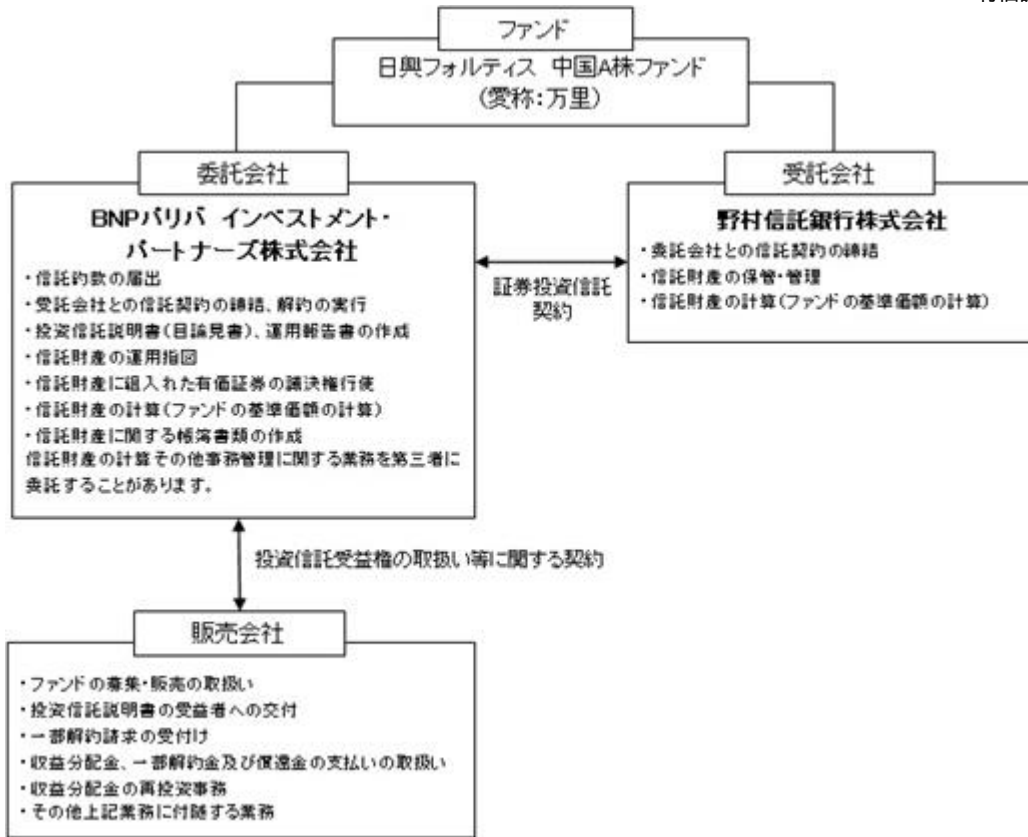 ファンド
日興フォルティス 中国A株ファンド
(愛称:万里)
委託会社
BNPパリバ インベストメント・
パートナーズ株式会社
・信託約款の届出
・受託会社との信託契約の締結、解約の実行
・投資信託説明書(目論見書)、運用報告書の作成
・信託財産の運用指図
・信託財産に組入れた有価証券の議決権行使
・信託財産の計算(ファンドの基準価額の計算)
・信託財産に関する帳簿書類の作成
信託財産の計算その他事務管理に関する業務を第三者に
委託することがあります。
証券投資信託
契約
受託会社
野村信託銀行株式会社
・委託会社との信託契約の締結
・信託財産の保管・管理
・信託財産の計算(ファンドの基準価額の計算)
投資信託受益権の取扱い等に関する契約
販売会社
・ファンドの募集・販売の取扱い
・投資信託説明書の受益者への交付
・一部解約請求の受付け
・収益分配金、一部解約金及び償還金の支払いの取扱い
・収益分配金の再投資事務
・その他上記業務に付随する業務